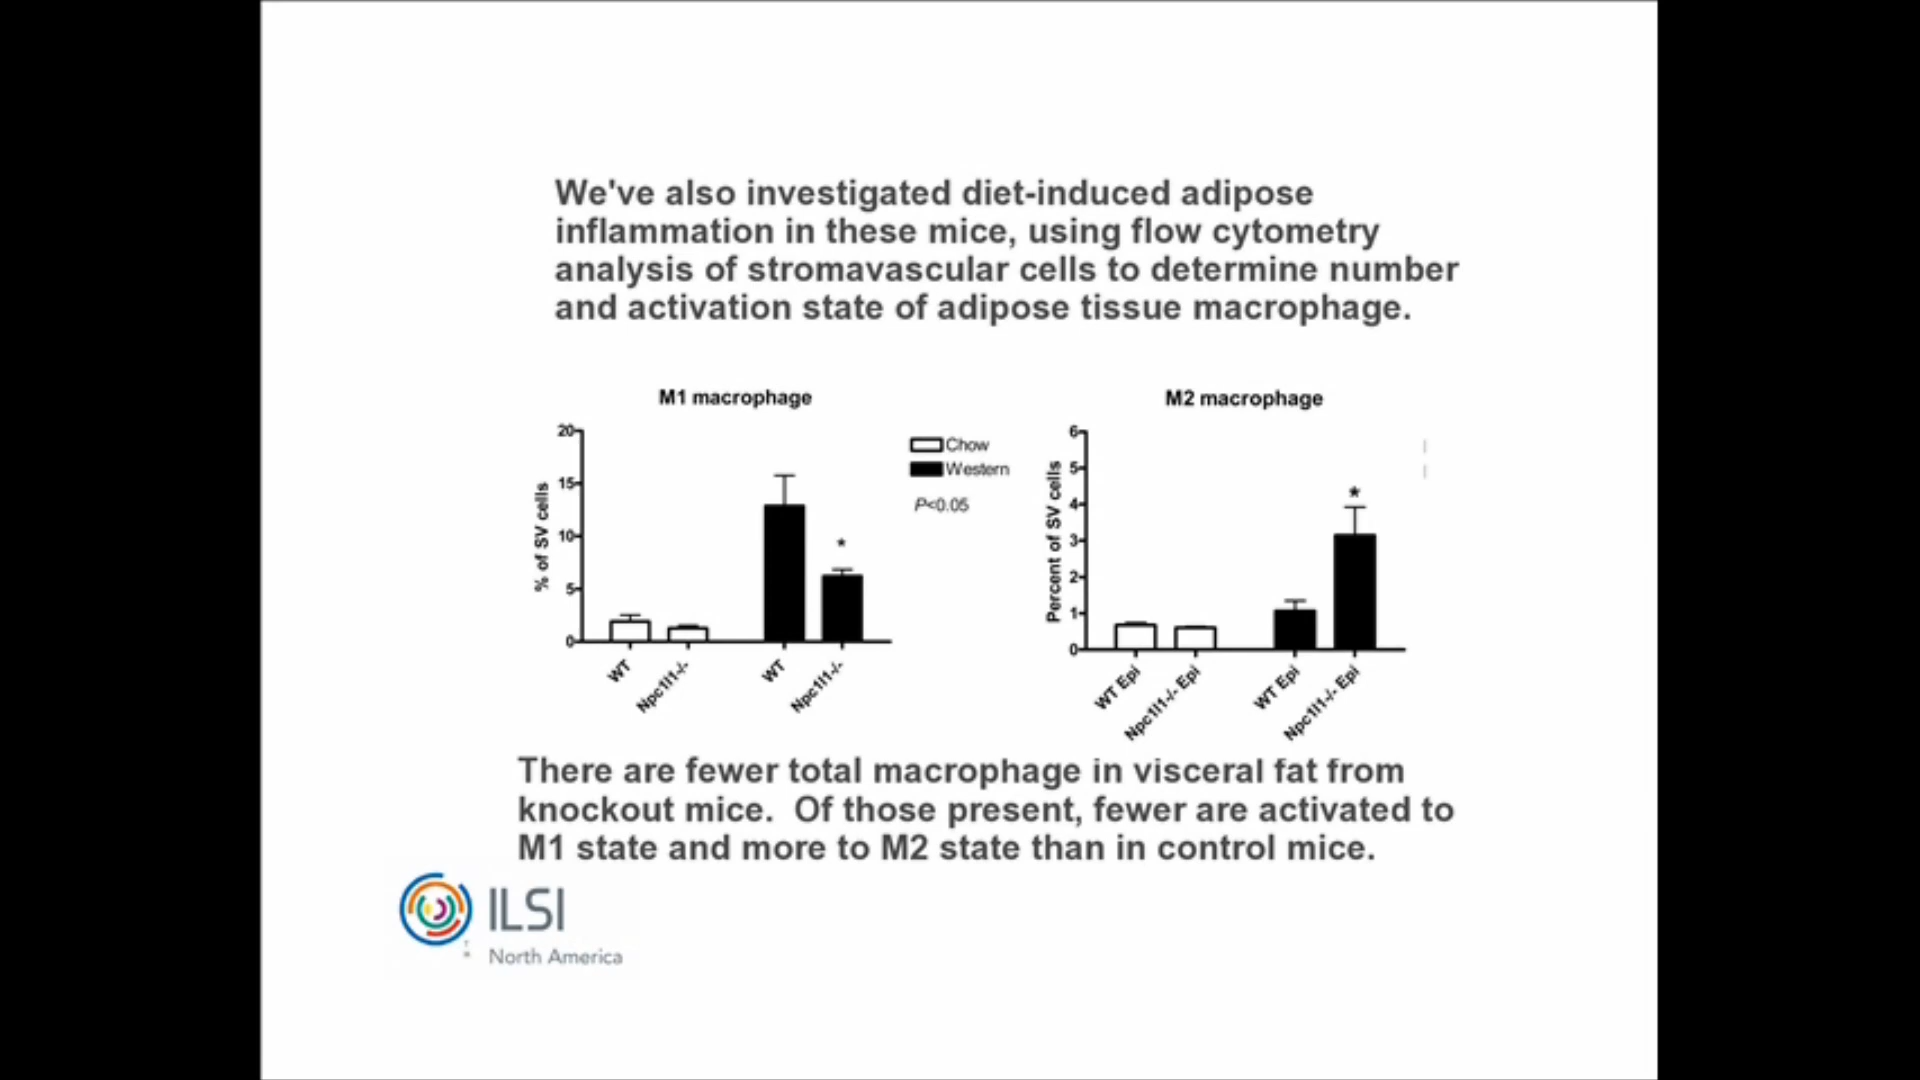 We've also investigated diet-induced adipose
inflammation in these mice, using flow cytometry
analysis of stromavascular cells to determine number
and activation state of adipose tissue macrophage.
M1 macrophage
20
15
10
5
0
% of SV cells
WT
Npc1l1-/-
WT
Npc1l1-/-
*
Chow
Western
P<0.05
M2 macrophage
6
5
4
3
2
1
0
Percent of SV cells
*
WT Epi
Npc1l1-/- Epi
WT Epi
Npc1l1-/- Epi
There are fewer total macrophage in visceral fat from
knockout mice.  Of those present, fewer are activated to
M1 state and more to M2 state than in control mice.
ILSI
North America